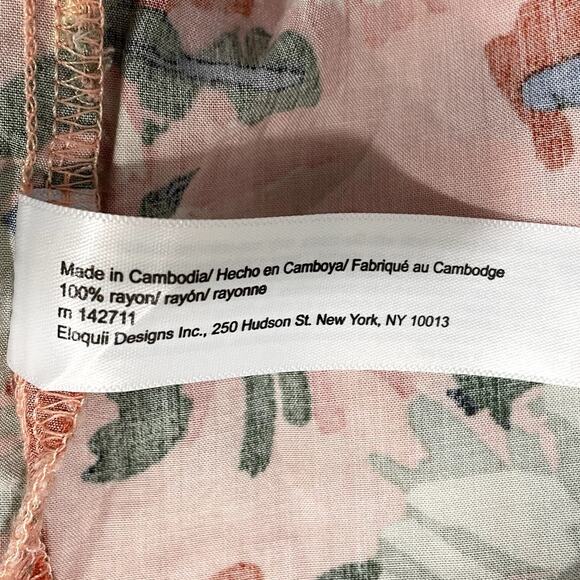 Made in Cambodia/ Hecho en Camboya/ Fabriqué au Cambodge
100% rayon/ rayón/ rayonne
rn 142711
Eloquii Designs Inc., 250 Hudson St. New York, NY 10013